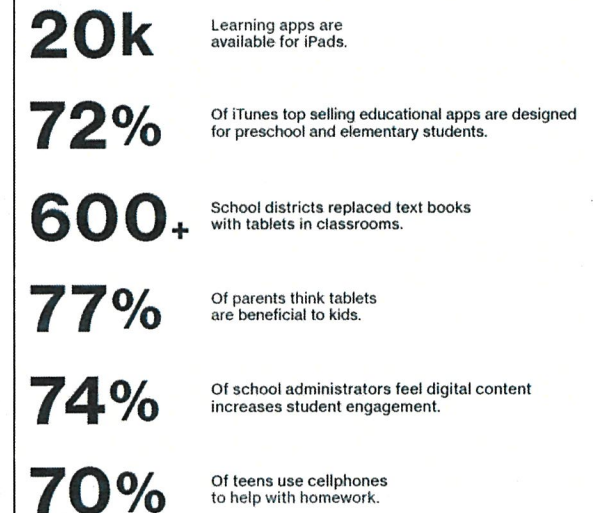 20k
Learning apps are
available for iPads.
72%
Of iTunes top selling educational apps are designed
for preschool and elementary students.
600+
School districts replaced text books
with tablets in classrooms.
77%
Of parents think tablets
are beneficial to kids.
74%
Of school administrators feel digital content
increases student engagement.
70%
Of teens use cellphones
to help with homework.